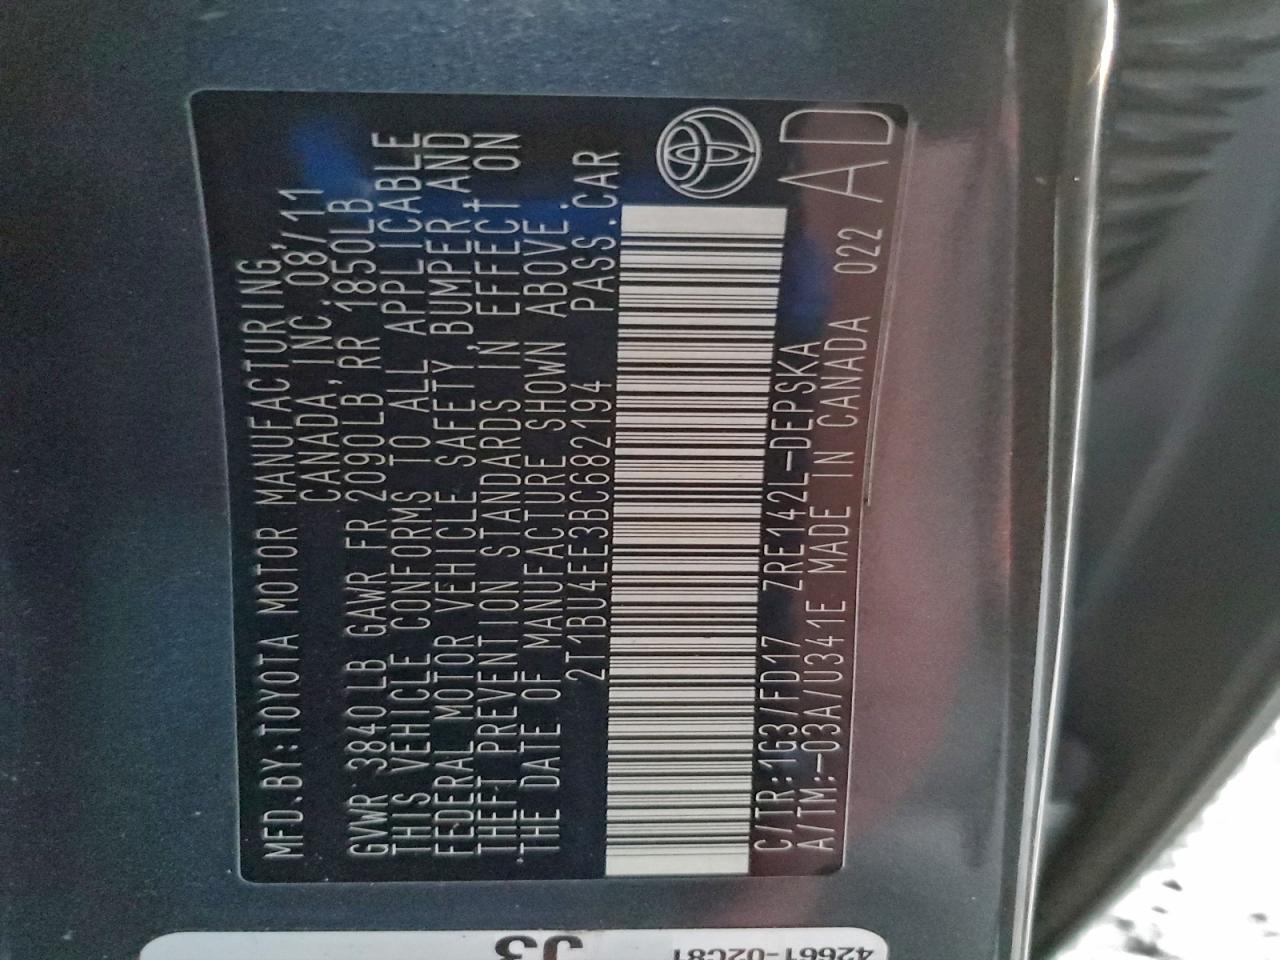 MFD.BY:TOYOTA MOTOR MANUFACTURING,
CANADA, INC. 08/11
GVWR 3840LB GAWR FR 2090LB RR 1850LB
THIS VEHICLE CONFORMS TO ALL APPLICABLE
FEDERAL MOTOR VEHICLE SAFETY, BUMPER AND
THEFT PREVENTION STANDARDS IN EFFECT ON
THE DATE OF MANUFACTURE SHOWN ABOVE.
2T1BU4EE3BC682194 PASS.CAR
C/TR:1G3/FD17 ZRE142L-DEPSKA
A/TM:-03A/U341E MADE IN CANADA 022 AD
J3
42661-02C81